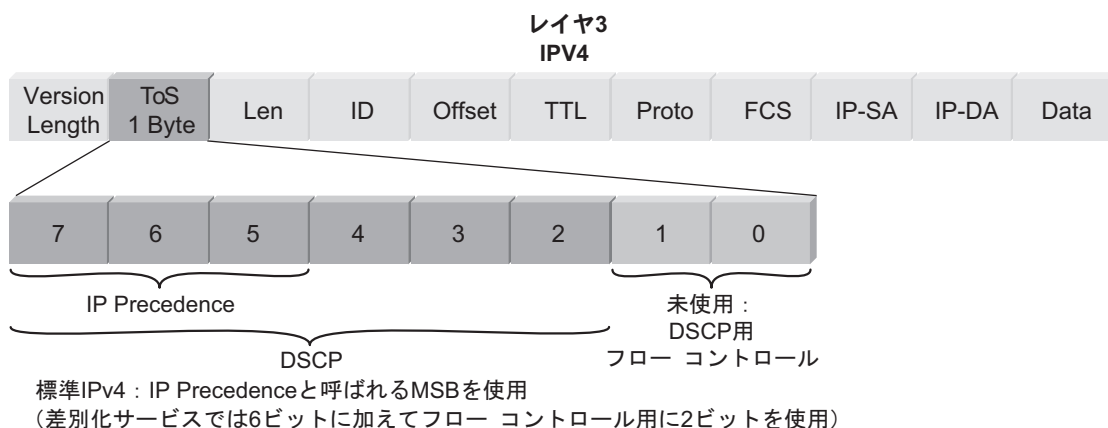 レイヤ3
IPV4
Version Length ToS 1 Byte Len ID Offset TTL Proto FCS IP-SA IP-DA Data
7 6 5 4 3 2 1 0
IP Precedence
未使用：
DSCP用
フロー コントロール
DSCP
標準IPv4：IP Precedenceと呼ばれるMSBを使用
（差別化サービスでは6ビットに加えてフロー コントロール用に2ビットを使用）